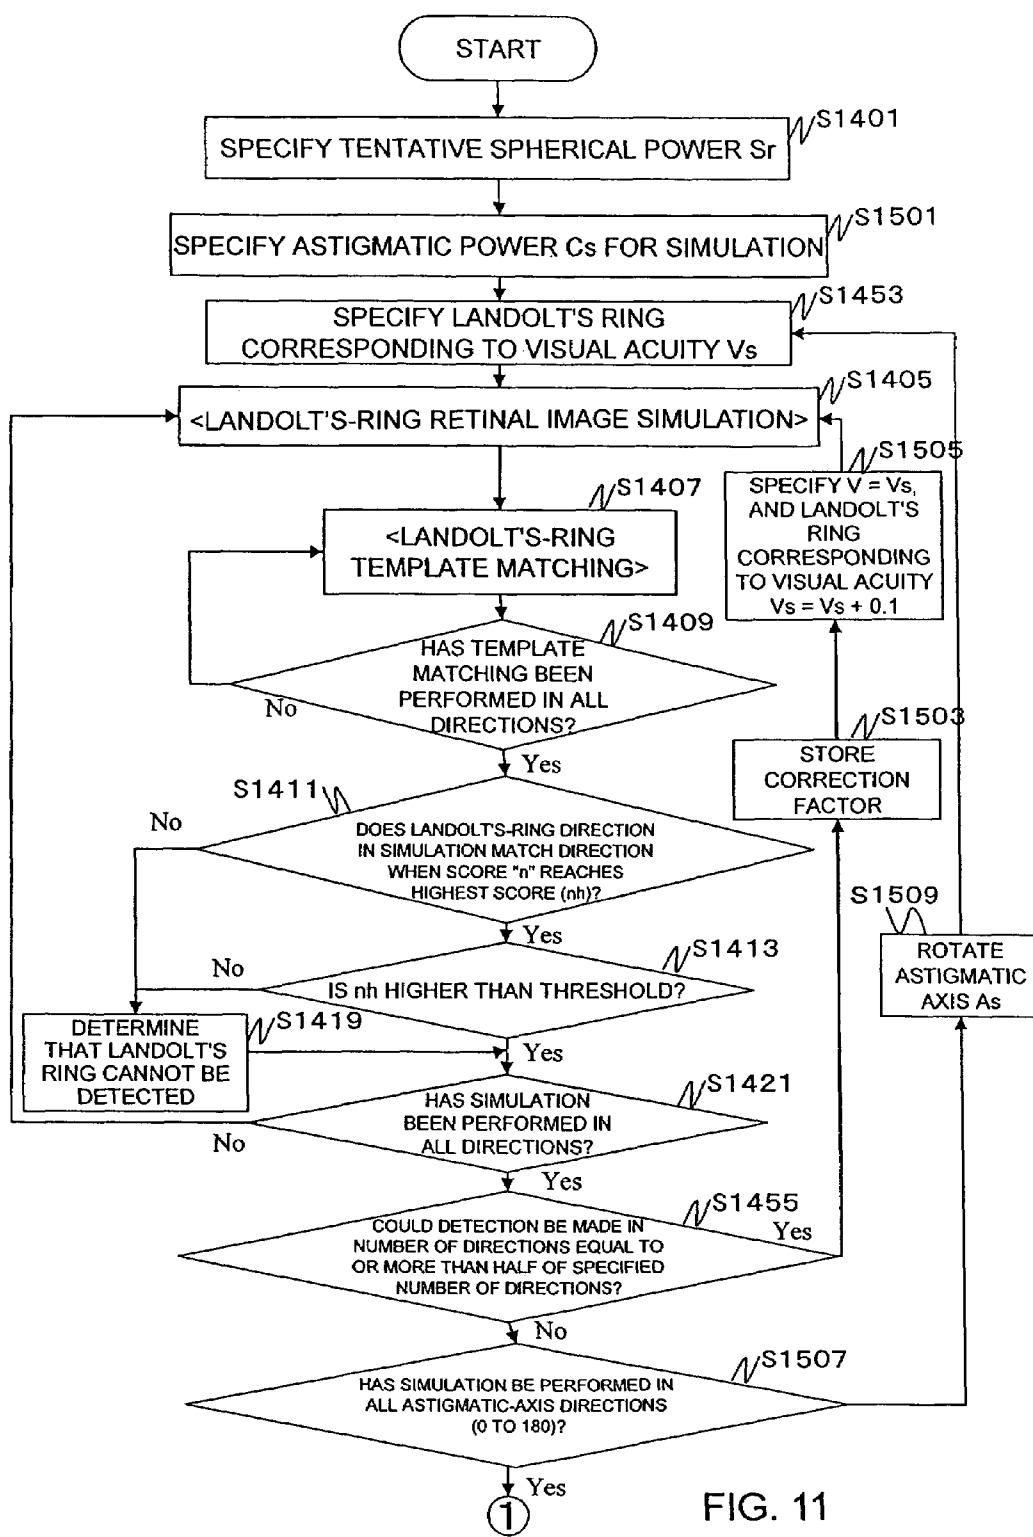 START
S1401
SPECIFY TENTATIVE SPHERICAL POWER Sr
S1501
SPECIFY ASTIGMATIC POWER Cs FOR SIMULATION
S1453
SPECIFY LANDOLT'S RING
CORRESPONDING TO VISUAL ACUITY Vs
S1405
<LANDOLT'S-RING RETINAL IMAGE SIMULATION>
S1505
SPECIFY V = Vs,
AND LANDOLT'S
RING
CORRESPONDING
TO VISUAL ACUITY
Vs = Vs + 0.1
S1407
<LANDOLT'S-RING
TEMPLATE MATCHING>
S1409
HAS TEMPLATE
MATCHING BEEN
PERFORMED IN ALL
DIRECTIONS?
No
Yes
S1503
STORE
CORRECTION
FACTOR
S1411
No
DOES LANDOLT'S-RING DIRECTION
IN SIMULATION MATCH DIRECTION
WHEN SCORE "n" REACHES
HIGHEST SCORE (nh)?
Yes
S1509
ROTATE
ASTIGMATIC
AXIS As
S1413
No
IS nh HIGHER THAN THRESHOLD?
Yes
S1419
DETERMINE
THAT LANDOLT'S
RING CANNOT BE
DETECTED
S1421
HAS SIMULATION
BEEN PERFORMED IN
ALL DIRECTIONS?
No
Yes
S1455
COULD DETECTION BE MADE IN
NUMBER OF DIRECTIONS EQUAL TO
OR MORE THAN HALF OF SPECIFIED
NUMBER OF DIRECTIONS?
Yes
No
S1507
HAS SIMULATION BE PERFORMED IN
ALL ASTIGMATIC-AXIS DIRECTIONS
(0 TO 180)?
Yes
1
FIG. 11